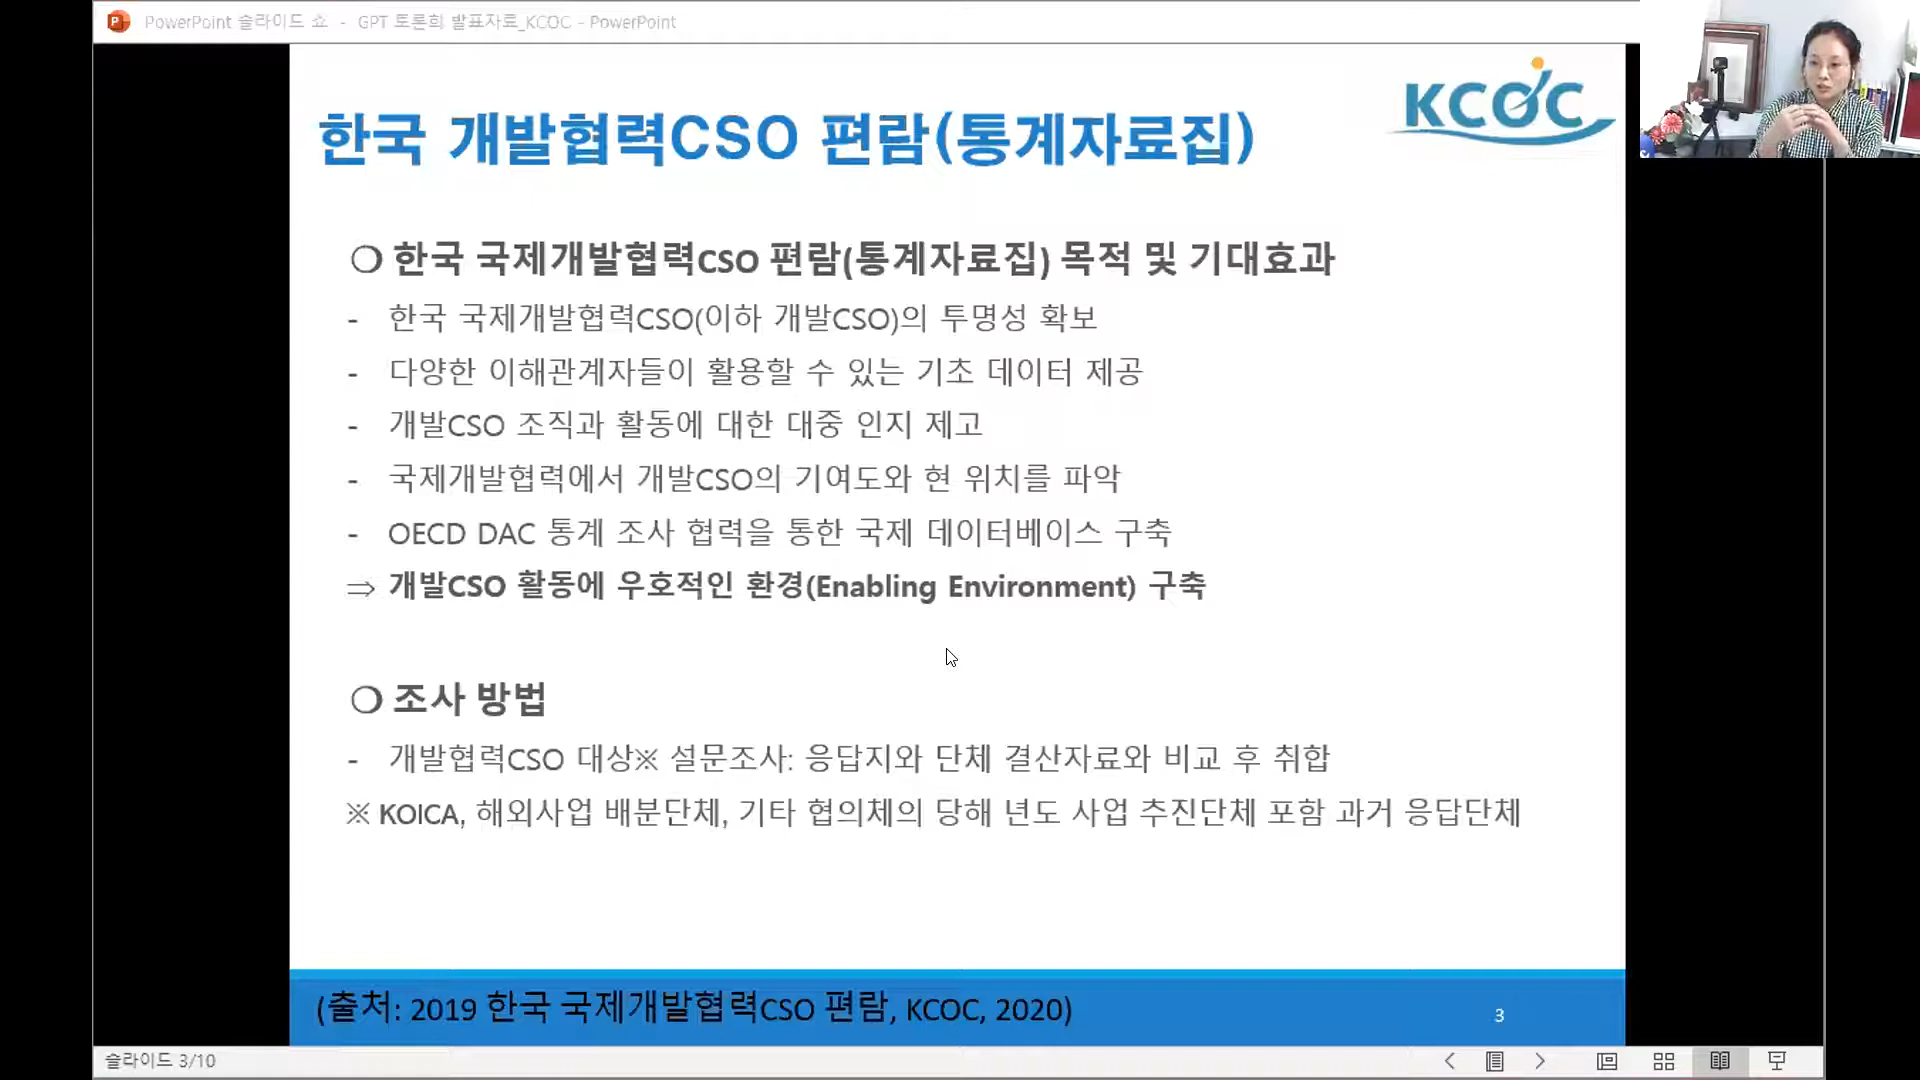 PowerPoint 슬라이드 쇼 - GPT 토론회 발표자료_KCOC - PowerPoint
KCOC
한국 개발협력CSO 편람(통계자료집)
❍ 한국 국제개발협력CSO 편람(통계자료집) 목적 및 기대효과
- 한국 국제개발협력CSO(이하 개발CSO)의 투명성 확보
- 다양한 이해관계자들이 활용할 수 있는 기초 데이터 제공
- 개발CSO 조직과 활동에 대한 대중 인지 제고
- 국제개발협력에서 개발CSO의 기여도와 현 위치를 파악
- OECD DAC 통계 조사 협력을 통한 국제 데이터베이스 구축
⇒ 개발CSO 활동에 우호적인 환경(Enabling Environment) 구축
❍ 조사 방법
- 개발협력CSO 대상※ 설문조사: 응답지와 단체 결산자료와 비교 후 취합
※ KOICA, 해외사업 배분단체, 기타 협의체의 당해 년도 사업 추진단체 포함 과거 응답단체
(출처: 2019 한국 국제개발협력CSO 편람, KCOC, 2020)
3
슬라이드 3/10